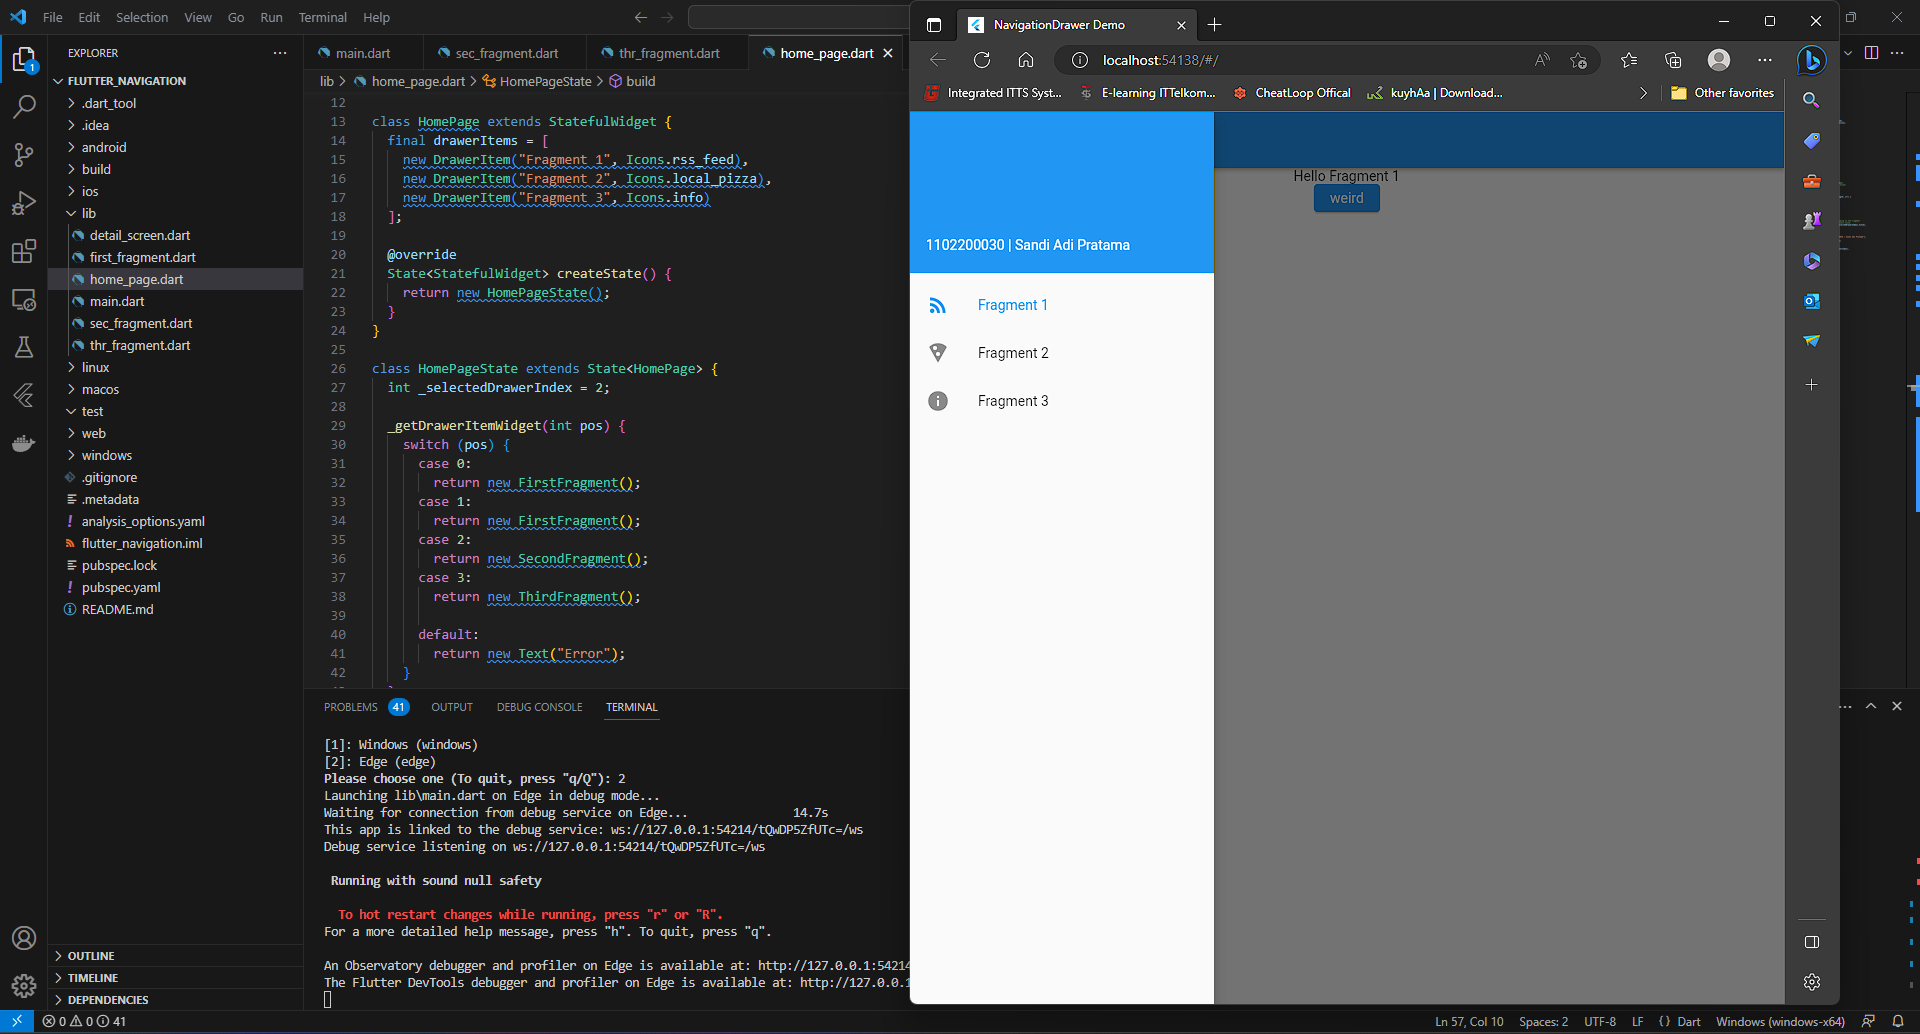 File Edit Selection View Go Run Terminal Help
EXPLORER
FLUTTER_NAVIGATION
.dart_tool
.idea
android
build
ios
lib
detail_screen.dart
first_fragment.dart
home_page.dart
main.dart
sec_fragment.dart
thr_fragment.dart
linux
macos
test
web
windows
.gitignore
.metadata
analysis_options.yaml
flutter_navigation.iml
pubspec.lock
pubspec.yaml
README.md
OUTLINE
TIMELINE
DEPENDENCIES
main.dart sec_fragment.dart thr_fragment.dart home_page.dart
lib > home_page.dart > HomePageState > build
12
13 class HomePage extends StatefulWidget {
14 final drawerItems = [
15 new DrawerItem("Fragment 1", Icons.rss_feed),
16 new DrawerItem("Fragment 2", Icons.local_pizza),
17 new DrawerItem("Fragment 3", Icons.info)
18 ];
19
20 @override
21 State<StatefulWidget> createState() {
22 return new HomePageState();
23 }
24 }
25
26 class HomePageState extends State<HomePage> {
27 int _selectedDrawerIndex = 2;
28
29 _getDrawerItemWidget(int pos) {
30 switch (pos) {
31 case 0:
32 return new FirstFragment();
33 case 1:
34 return new FirstFragment();
35 case 2:
36 return new SecondFragment();
37 case 3:
38 return new ThirdFragment();
39
40 default:
41 return new Text("Error");
42 }
PROBLEMS 41 OUTPUT DEBUG CONSOLE TERMINAL
[1]: Windows (windows)
[2]: Edge (edge)
Please choose one (To quit, press "q/Q"): 2
Launching lib\main.dart on Edge in debug mode...
Waiting for connection from debug service on Edge... 14.7s
This app is linked to the debug service: ws://127.0.0.1:54214/tQwDP5ZfUTc=/ws
Debug service listening on ws://127.0.0.1:54214/tQwDP5ZfUTc=/ws
Running with sound null safety
To hot restart changes while running, press "r" or "R".
For a more detailed help message, press "h". To quit, press "q".
An Observatory debugger and profiler on Edge is available at: http://127.0.0.1:54214
The Flutter DevTools debugger and profiler on Edge is available at: http://127.0.0.1
NavigationDrawer Demo
localhost:54138/#/
Integrated ITTS Syst... E-learning ITTelkom... CheatLoop Offical kuyhAa | Download... Other favorites
1102200030 | Sandi Adi Pratama
Fragment 1
Fragment 2
Fragment 3
Hello Fragment 1
weird
1
0 0 41 Ln 57, Col 10 Spaces: 2 UTF-8 LF {} Dart Windows (windows-x64)